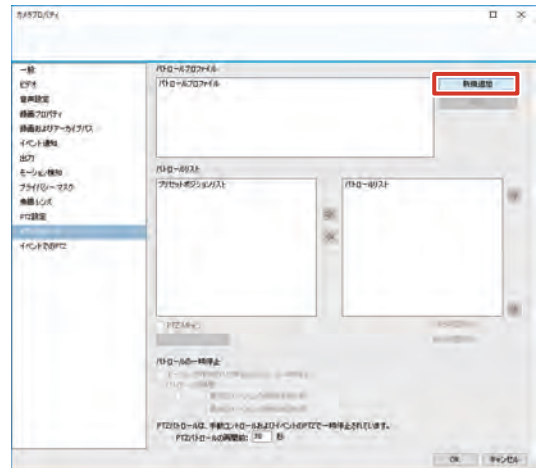 カメラプロパティ
一般
ビデオ
音声設定
録画プロパティ
録画およびアーカイブパス
イベント通知
出力
モーション検知
プライバシーマスク
魚眼レンズ
PTZ設定
イベントでのPTZ
パトロールプロファイル
パトロールプロファイル
新規追加
パトロールリスト
プリセットポジションリスト
パトロールリスト
PTZスキャン
パトロールの一時停止
PTZパトロールは、手動コントロールおよびイベントのPTZで一時停止されています。
PTZパトロールの再開前:
秒
OK
キャンセル